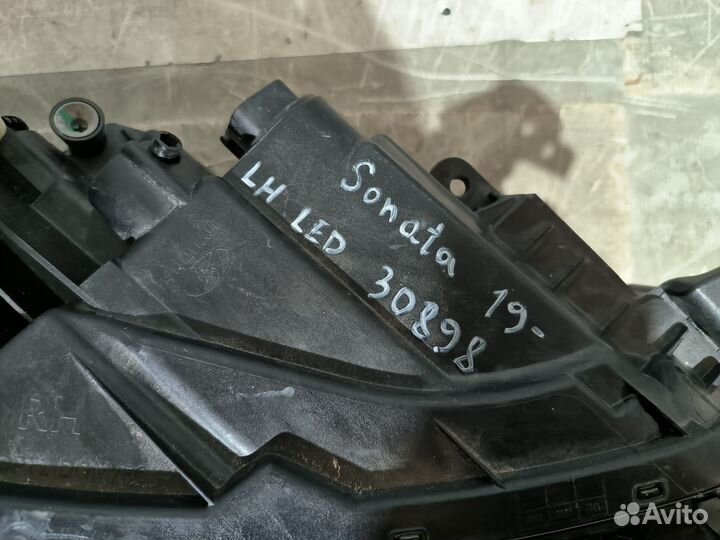 Sonata 19-
LH LED 30898
RH
Avito